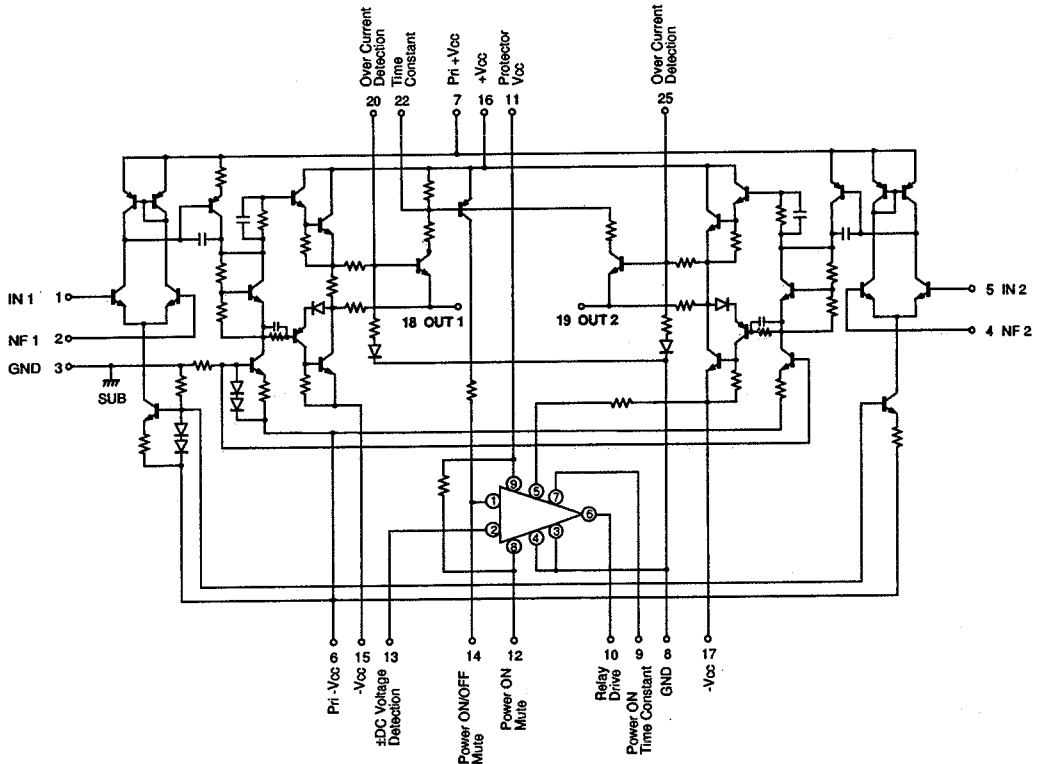 Over Current
Detection
20
Time
Constant
22
Pri +Vcc
7
+Vcc
16
Protector
Vcc
11
Over Current
Detection
25
IN 1 1
NF 1 2
GND 3
SUB
18 OUT 1
19 OUT 2
5 IN 2
4 NF 2
9
5
7
1
6
2
4
3
8
6
Pri -Vcc
15
-Vcc
13
±DC Voltage
Detection
14
Power ON/OFF
Mute
12
Power ON
Mute
10
Relay
Drive
9
Power ON
Time Constant
8
GND
17
-Vcc